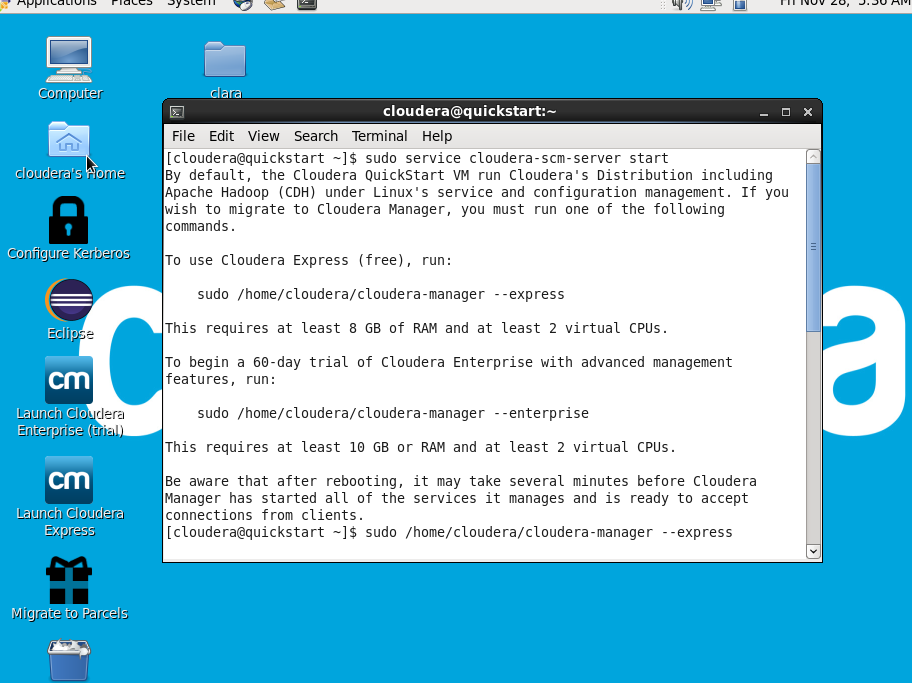 Applications Places System
Fri Nov 28, 5:36 AM
Computer
clara
cloudera's Home
Configure Kerberos
Eclipse
cm
Launch Cloudera
Enterprise (trial)
cm
Launch Cloudera
Express
Migrate to Parcels
cloudera@quickstart:~
File Edit View Search Terminal Help
[cloudera@quickstart ~]$ sudo service cloudera-scm-server start
By default, the Cloudera QuickStart VM run Cloudera's Distribution including
Apache Hadoop (CDH) under Linux's service and configuration management. If you
wish to migrate to Cloudera Manager, you must run one of the following
commands.
To use Cloudera Express (free), run:
sudo /home/cloudera/cloudera-manager --express
This requires at least 8 GB of RAM and at least 2 virtual CPUs.
To begin a 60-day trial of Cloudera Enterprise with advanced management
features, run:
sudo /home/cloudera/cloudera-manager --enterprise
This requires at least 10 GB or RAM and at least 2 virtual CPUs.
Be aware that after rebooting, it may take several minutes before Cloudera
Manager has started all of the services it manages and is ready to accept
connections from clients.
[cloudera@quickstart ~]$ sudo /home/cloudera/cloudera-manager --express